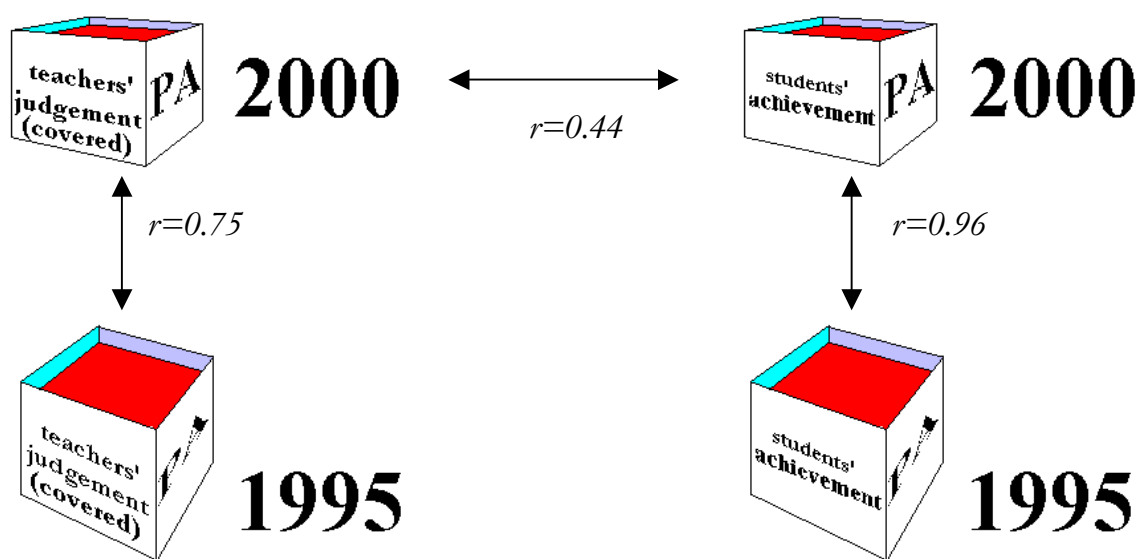 teachers'
judgement
(covered)
PA
2000
r=0.44
students'
achievement
PA
2000
r=0.75
r=0.96
teachers'
judgement
(covered)
1995
students'
achievement
1995